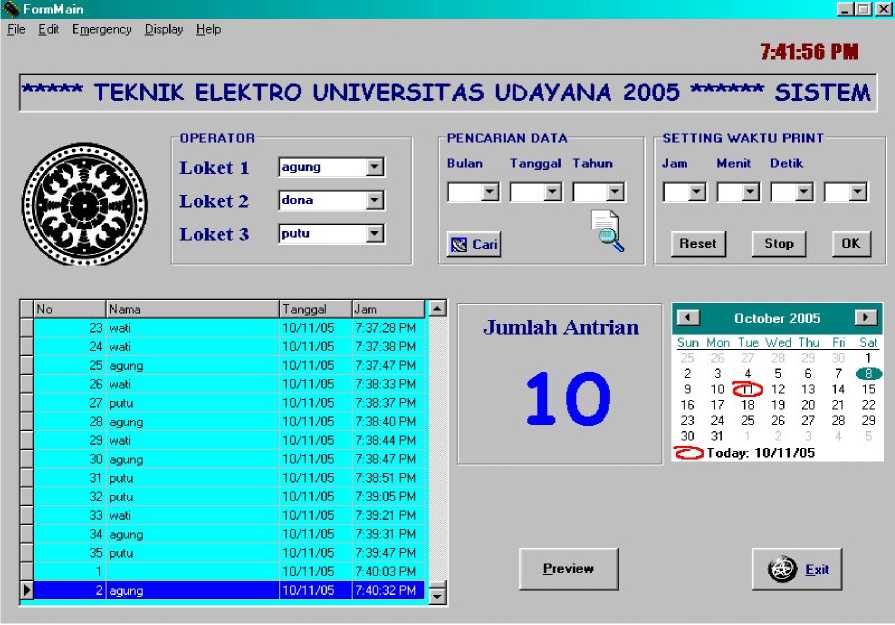 FormMain
File Edit Emergency Display Help
7:41:56 PM
***** TEKNIK ELEKTRO UNIVERSITAS UDAYANA 2005 ****** SISTEM
OPERATOR
Loket 1 agung
Loket 2 dona
Loket 3 putu
PENCARIAN DATA
Bulan Tanggal Tahun
Cari
SETTING WAKTU PRINT
Jam Menit Detik
Reset Stop OK
No Nama Tanggal Jam
23 wati 10/11/05 7:37:28 PM
24 wati 10/11/05 7:37:38 PM
25 agung 10/11/05 7:37:47 PM
26 wati 10/11/05 7:38:33 PM
27 putu 10/11/05 7:38:37 PM
28 agung 10/11/05 7:38:40 PM
29 wati 10/11/05 7:38:44 PM
30 agung 10/11/05 7:38:47 PM
31 putu 10/11/05 7:38:51 PM
32 putu 10/11/05 7:39:05 PM
33 wati 10/11/05 7:39:21 PM
34 agung 10/11/05 7:39:31 PM
35 putu 10/11/05 7:39:47 PM
1 10/11/05 7:40:03 PM
2 agung 10/11/05 7:40:32 PM
Jumlah Antrian
10
October 2005
Sun Mon Tue Wed Thu Fri Sat
25 26 27 28 29 30 1
2 3 4 5 6 7 8
9 10 11 12 13 14 15
16 17 18 19 20 21 22
23 24 25 26 27 28 29
30 31 1 2 3 4 5
Today: 10/11/05
Preview
Exit